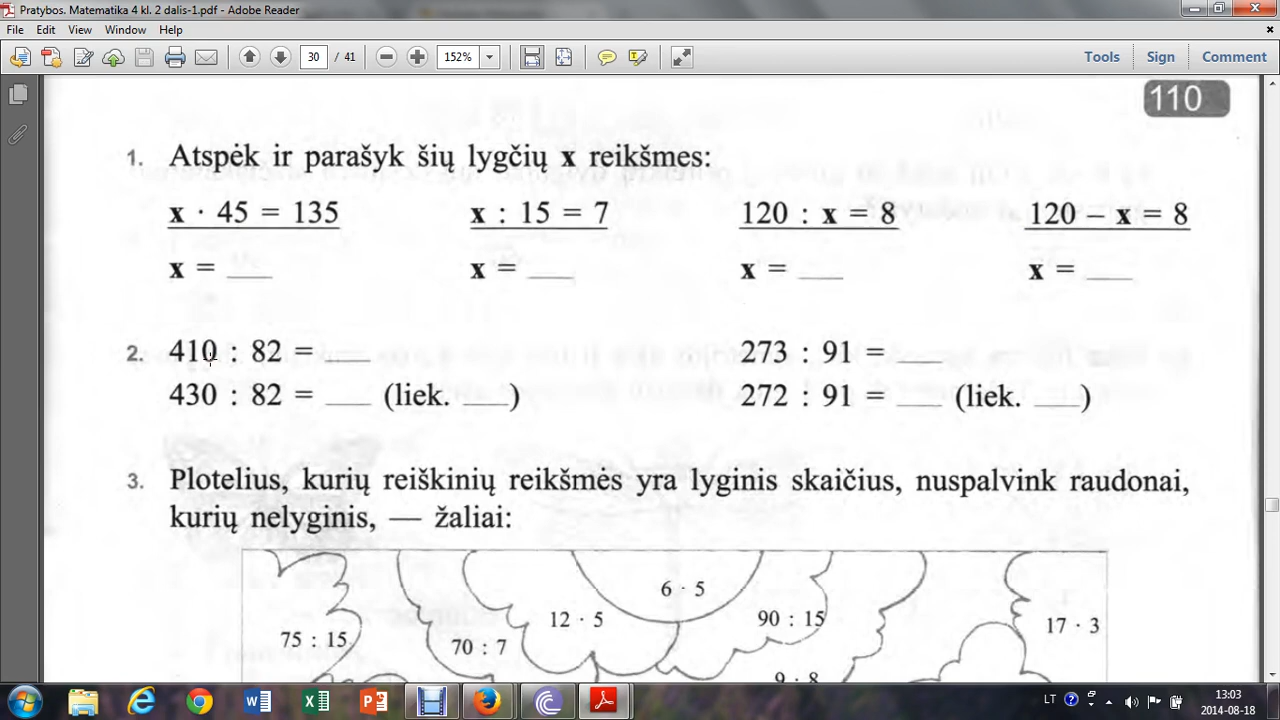 Pratybos. Matematika 4 kl. 2 dalis-1.pdf - Adobe Reader
File Edit View Window Help
30 / 41 152% Tools Sign Comment
110
1. Atspėk ir parašyk šių lygčių x reikšmes:
x · 45 = 135 x : 15 = 7 120 : x = 8 120 – x = 8
x = ___ x = ___ x = ___ x = ___
2. 410 : 82 = ___ 273 : 91 = ___
430 : 82 = ___ (liek. ___) 272 : 91 = ___ (liek. ___)
3. Plotelius, kurių reiškinių reikšmės yra lyginis skaičius, nuspalvink raudonai,
kurių nelyginis, — žaliai:
6 · 5
12 · 5 90 : 15
75 : 15 70 : 7 17 · 3
9 · 8
LT 13:03
2014-08-18